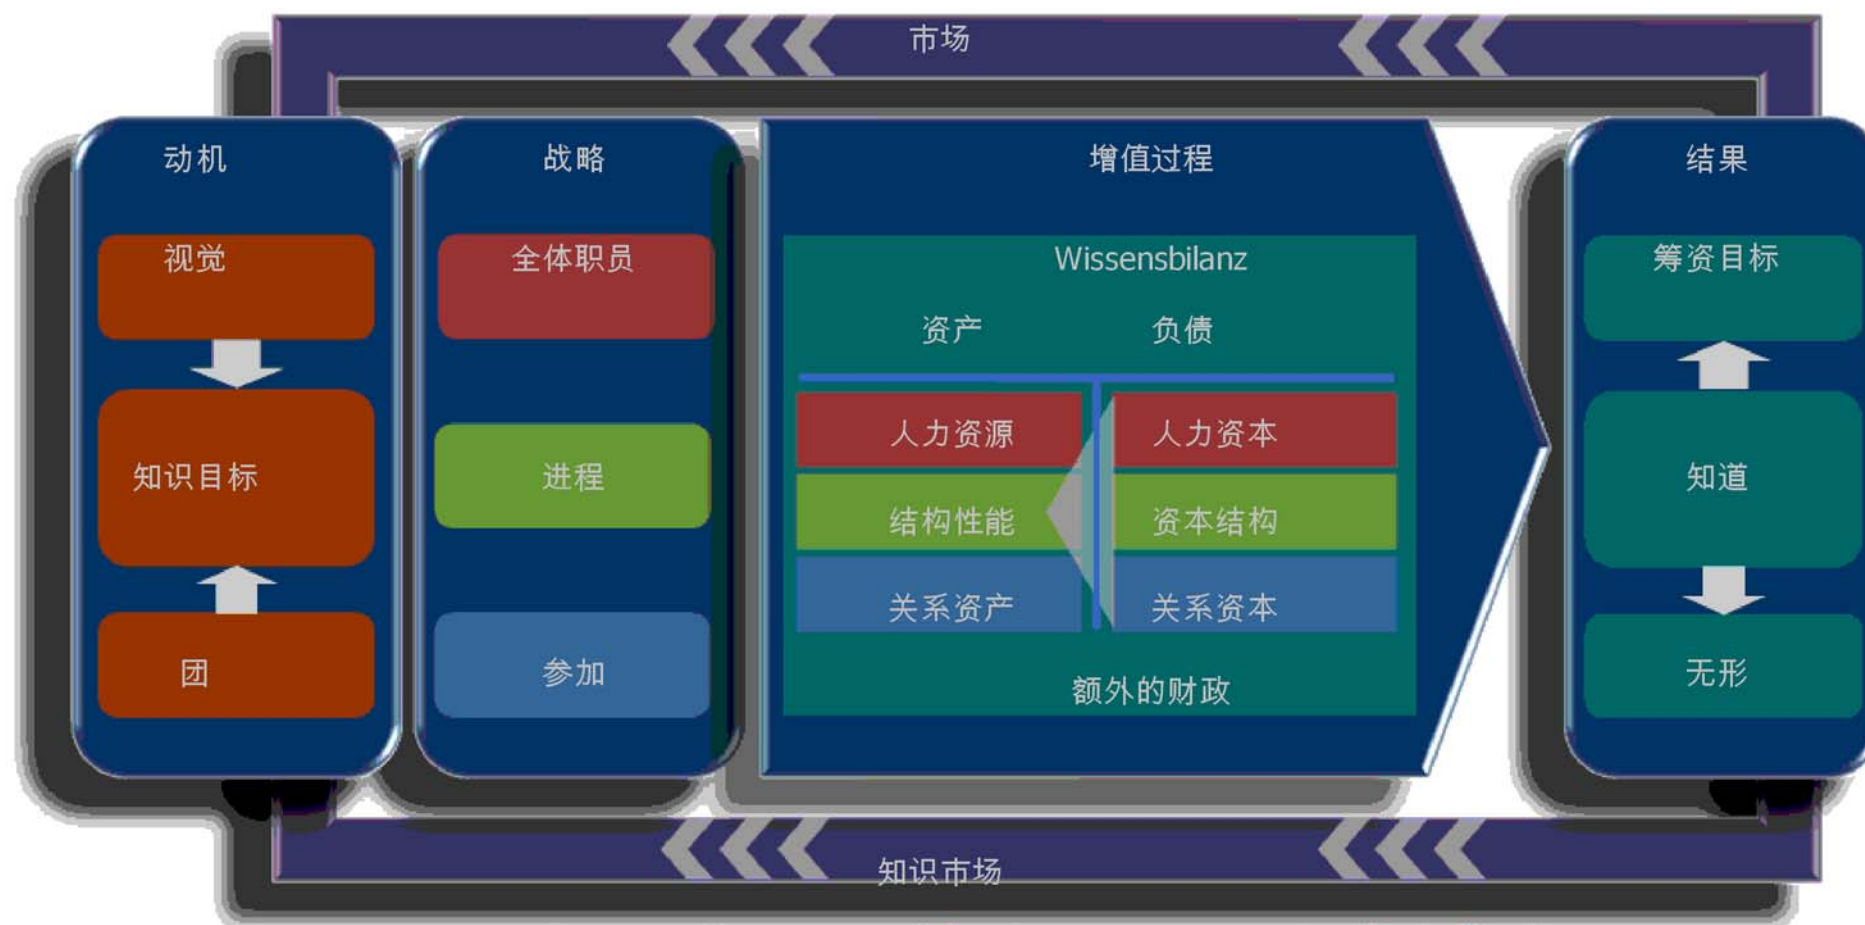 市场
动机
视觉
知识目标
团
战略
全体职员
进程
参加
增值过程
Wissensbilanz
资产
负债
人力资源
人力资本
结构性能
资本结构
关系资产
关系资本
额外的财政
结果
筹资目标
知道
无形
知识市场